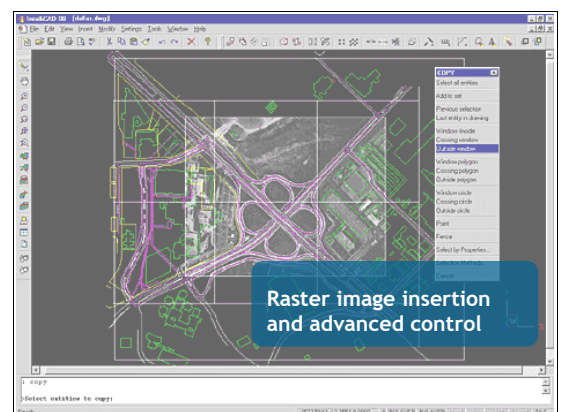 IntelliCAD 98 - [dallas.dwg]
File Edit View Insert Modify Settings Tools Window Help
COPY
Select all entities
Add to set
Previous selection
Last entity in drawing
Window-Inside
Crossing window
Outside window
Window polygon
Crossing polygon
Outside polygon
Window circle
Crossing circle
Outside circle
Point
Fence
Select by Properties...
Cancel
Raster image insertion
and advanced control
: copy
>Select entities to copy: